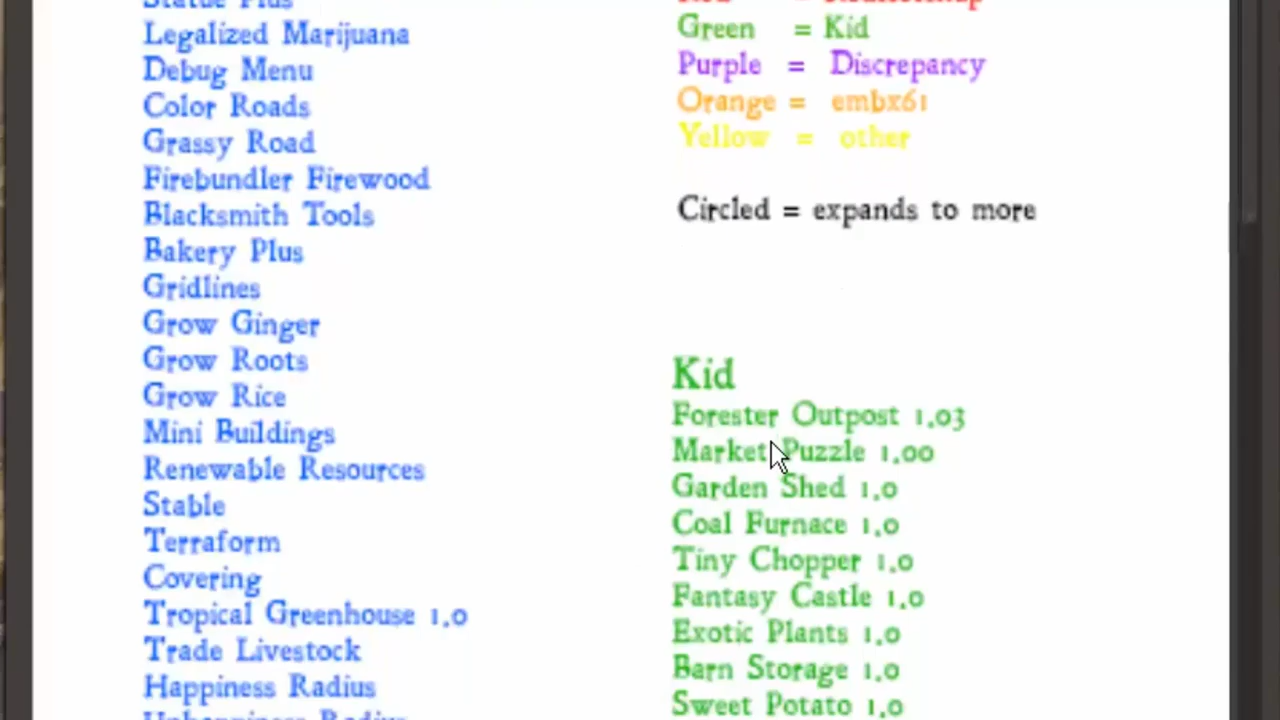 Statue Plus
Legalized Marijuana
Debug Menu
Color Roads
Grassy Road
Firebundler Firewood
Blacksmith Tools
Bakery Plus
Gridlines
Grow Ginger
Grow Roots
Grow Rice
Mini Buildings
Renewable Resources
Stable
Terraform
Covering
Tropical Greenhouse 1.0
Trade Livestock
Happiness Radius
Unhappiness Radius
Green = Kid
Purple = Discrepancy
Orange = embx61
Yellow = other
Circled = expands to more
Kid
Forester Outpost 1.03
Market Puzzle 1.00
Garden Shed 1.0
Coal Furnace 1.0
Tiny Chopper 1.0
Fantasy Castle 1.0
Exotic Plants 1.0
Barn Storage 1.0
Sweet Potato 1.0